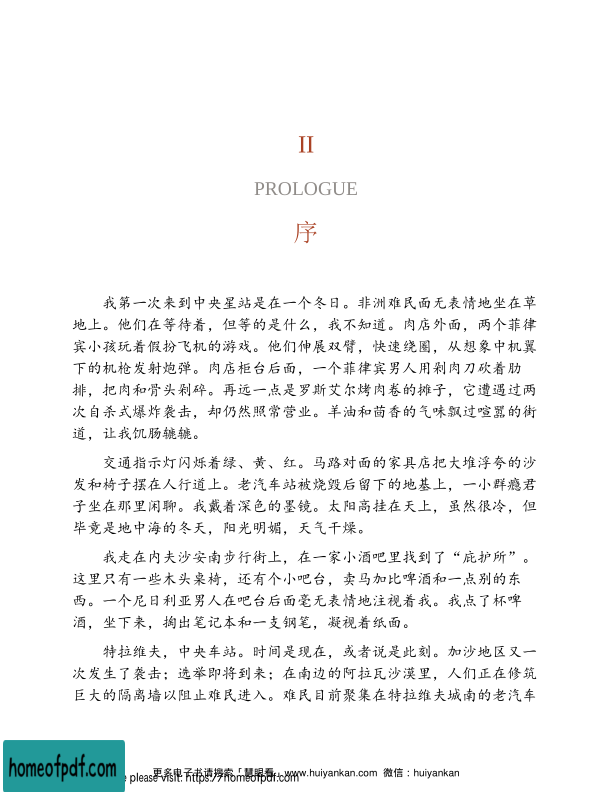 II
PROLOGUE
序
我第一次来到中央星站是在一个冬日。非洲难民面无表情地坐在草
地上。他们在等待着，但等的是什么，我不知道。肉店外面，两个菲律
宾小孩玩着假扮飞机的游戏。他们伸展双臂，快速绕圈，从想象中机翼
下的机枪发射炮弹。肉店柜台后面，一个菲律宾男人用剁肉刀砍着肋
排，把肉和骨头剁碎。再远一点是罗斯艾尔烤肉卷的摊子，它遭遇过两
次自杀式爆炸袭击，却仍然照常营业。羊油和茴香的气味飘过喧嚣的街
道，让我饥肠辘辘。
交通指示灯闪烁着绿、黄、红。马路对面的家具店把大堆浮夸的沙
发和椅子摆在人行道上。老汽车站被烧毁后留下的地基上，一小群瘾君
子坐在那里闲聊。我戴着深色的墨镜。太阳高挂在天上，虽然很冷，但
毕竟是地中海的冬天，阳光明媚，天气干燥。
我走在内夫沙安南步行街上，在一家小酒吧里找到了“庇护所”。
这里只有一些木头桌椅，还有个小吧台，卖马加比啤酒和一点别的东
西。一个尼日利亚男人在吧台后面毫无表情地注视着我。我点了杯啤
酒，坐下来，掏出笔记本和一支钢笔，凝视着纸面。
特拉维夫，中央车站。时间是现在，或者说是此刻。加沙地区又一
次发生了袭击；选举即将到来；在南边的阿拉瓦沙漠里，人们正在修筑
巨大的隔离墙以阻止难民进入。难民目前聚集在特拉维夫城南的老汽车
homeofpdf.com
更多电子书请搜索「慧眼看」www.huiyankan.com 微信：huiyankan
please visit: https://homeofpdf.com